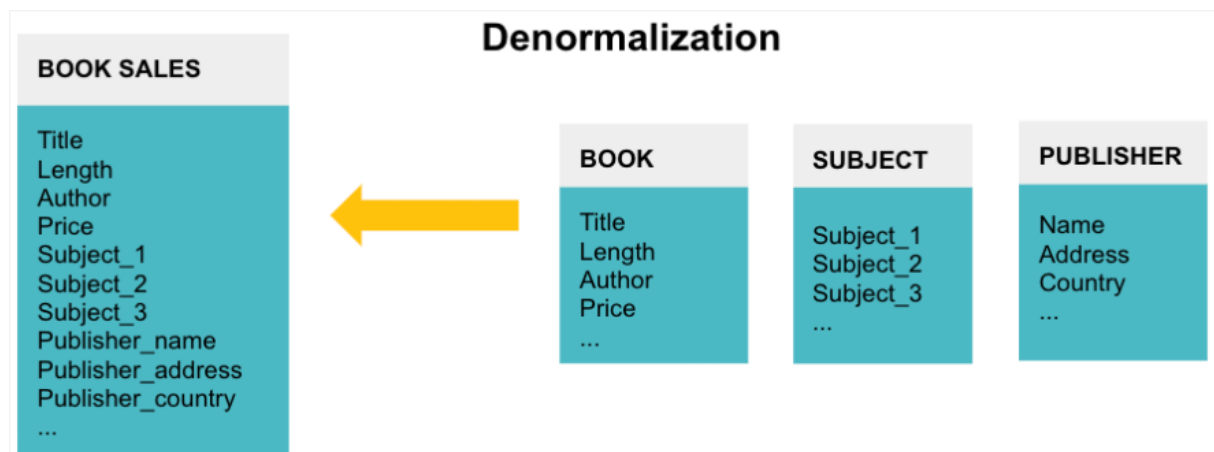 Denormalization
BOOK SALES
Title
Length
Author
Price
Subject_1
Subject_2
Subject_3
Publisher_name
Publisher_address
Publisher_country
...
BOOK
Title
Length
Author
Price
...
SUBJECT
Subject_1
Subject_2
Subject_3
...
PUBLISHER
Name
Address
Country
...